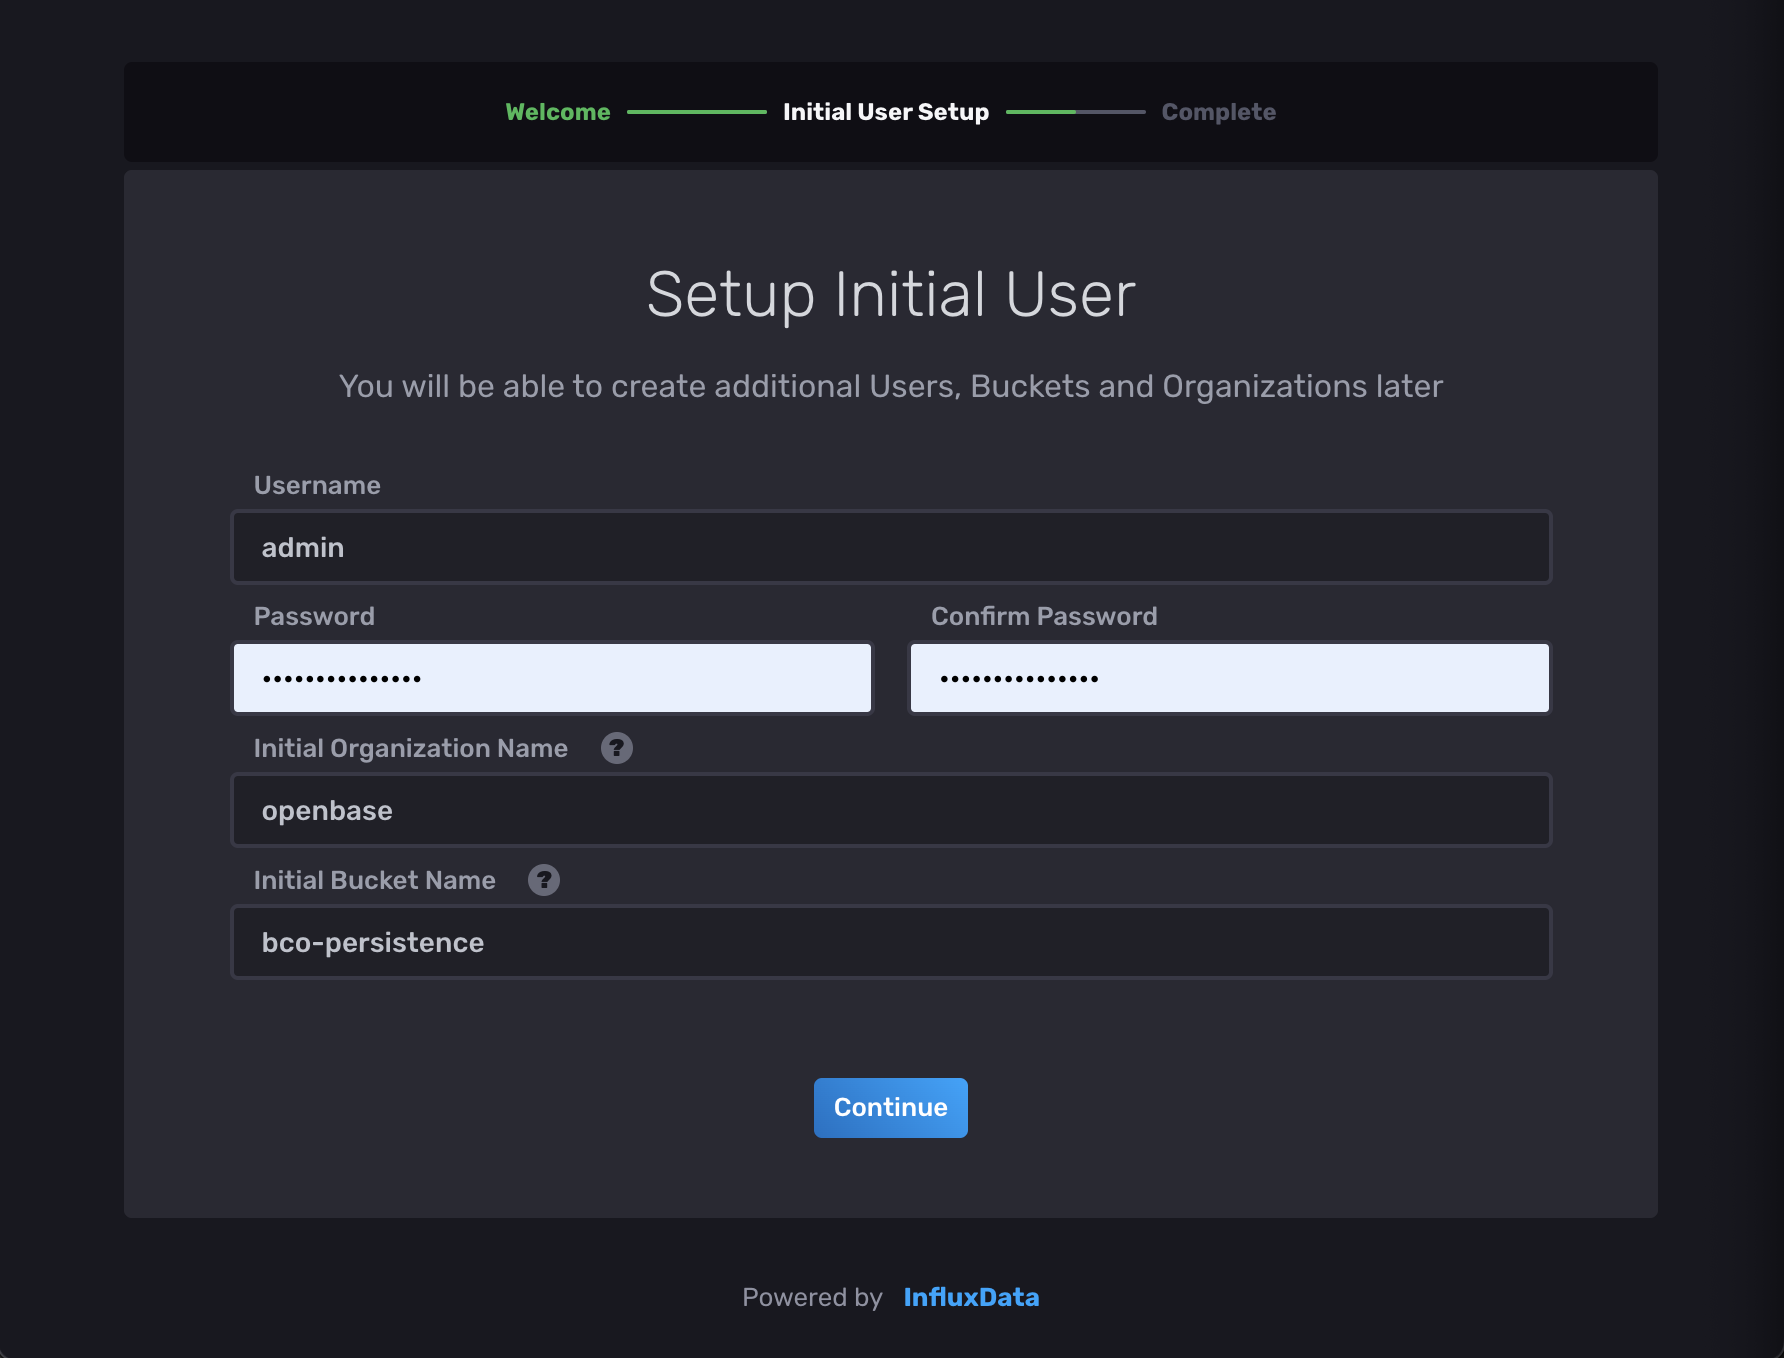 Welcome Initial User Setup Complete
Setup Initial User
You will be able to create additional Users, Buckets and Organizations later
Username
admin
Password Confirm Password
••••••••••••••• •••••••••••••••
Initial Organization Name ?
openbase
Initial Bucket Name ?
bco-persistence
Continue
Powered by InfluxData